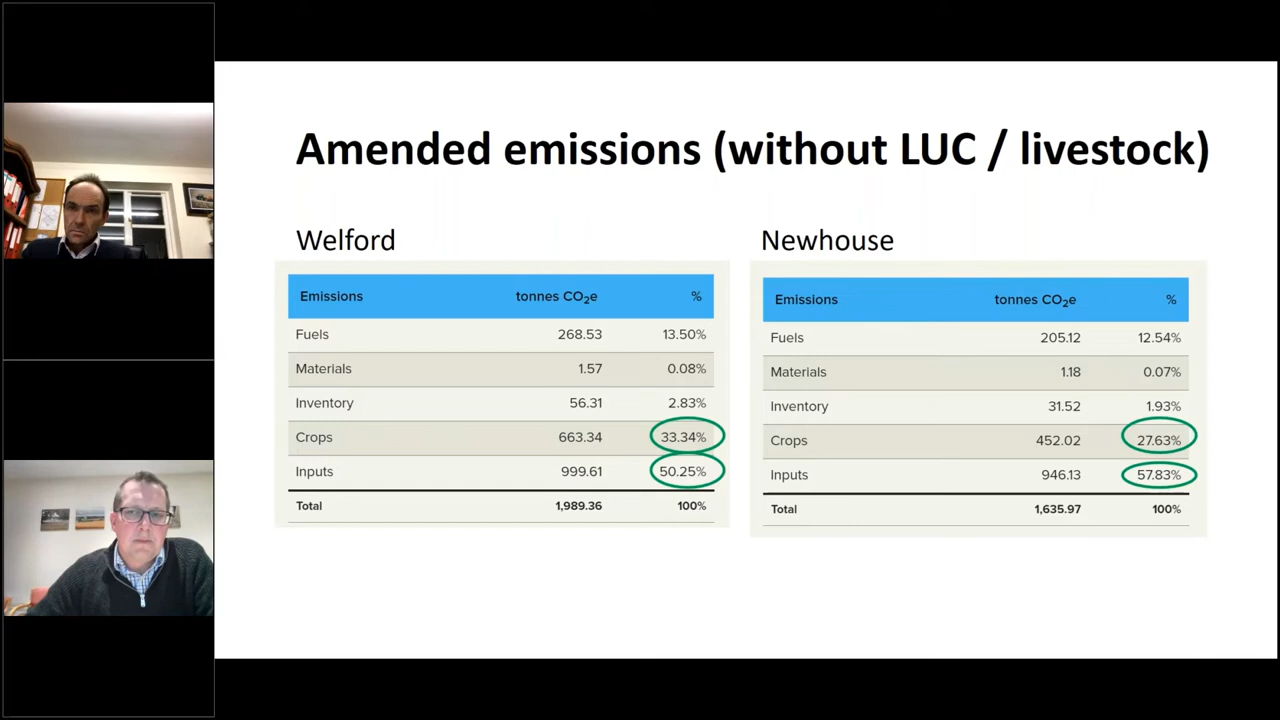 Amended emissions (without LUC / livestock)
Welford
Emissions tonnes CO₂e %
Fuels 268.53 13.50%
Materials 1.57 0.08%
Inventory 56.31 2.83%
Crops 663.34 33.34%
Inputs 999.61 50.25%
Total 1,989.36 100%
Newhouse
Emissions tonnes CO₂e %
Fuels 205.12 12.54%
Materials 1.18 0.07%
Inventory 31.52 1.93%
Crops 452.02 27.63%
Inputs 946.13 57.83%
Total 1,635.97 100%